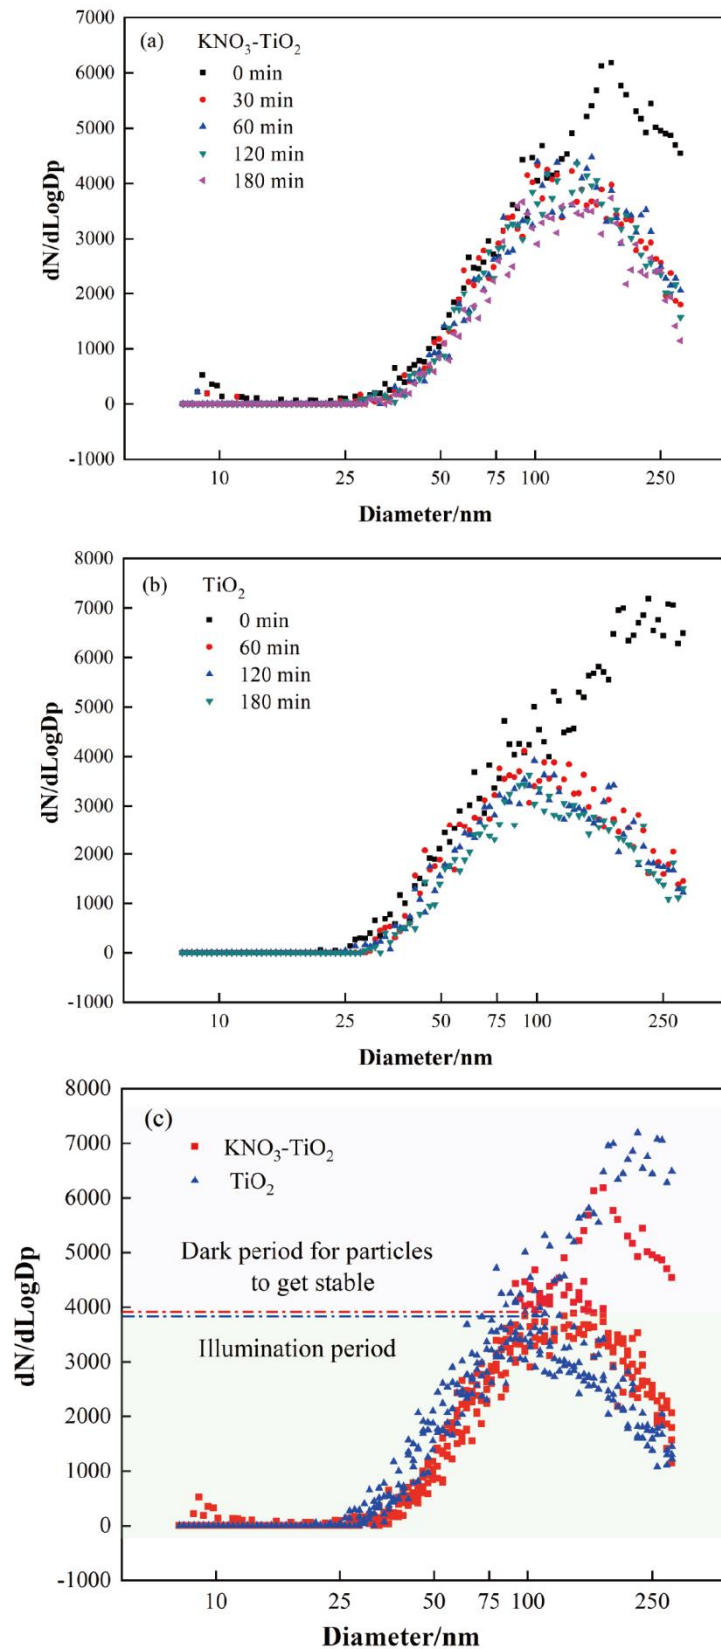 (a) KNO₃-TiO₂
0 min
30 min
60 min
120 min
180 min
7000
6000
5000
4000
3000
2000
1000
0
-1000
dN/dLogDp
10 25 50 75 100 250
Diameter/nm
(b) TiO₂
0 min
60 min
120 min
180 min
8000
7000
6000
5000
4000
3000
2000
1000
0
-1000
dN/dLogDp
10 25 50 75 100 250
Diameter/nm
(c)
KNO₃-TiO₂
TiO₂
Dark period for particles
to get stable
Illumination period
8000
7000
6000
5000
4000
3000
2000
1000
0
-1000
dN/dLogDp
10 25 50 75 100 250
Diameter/nm